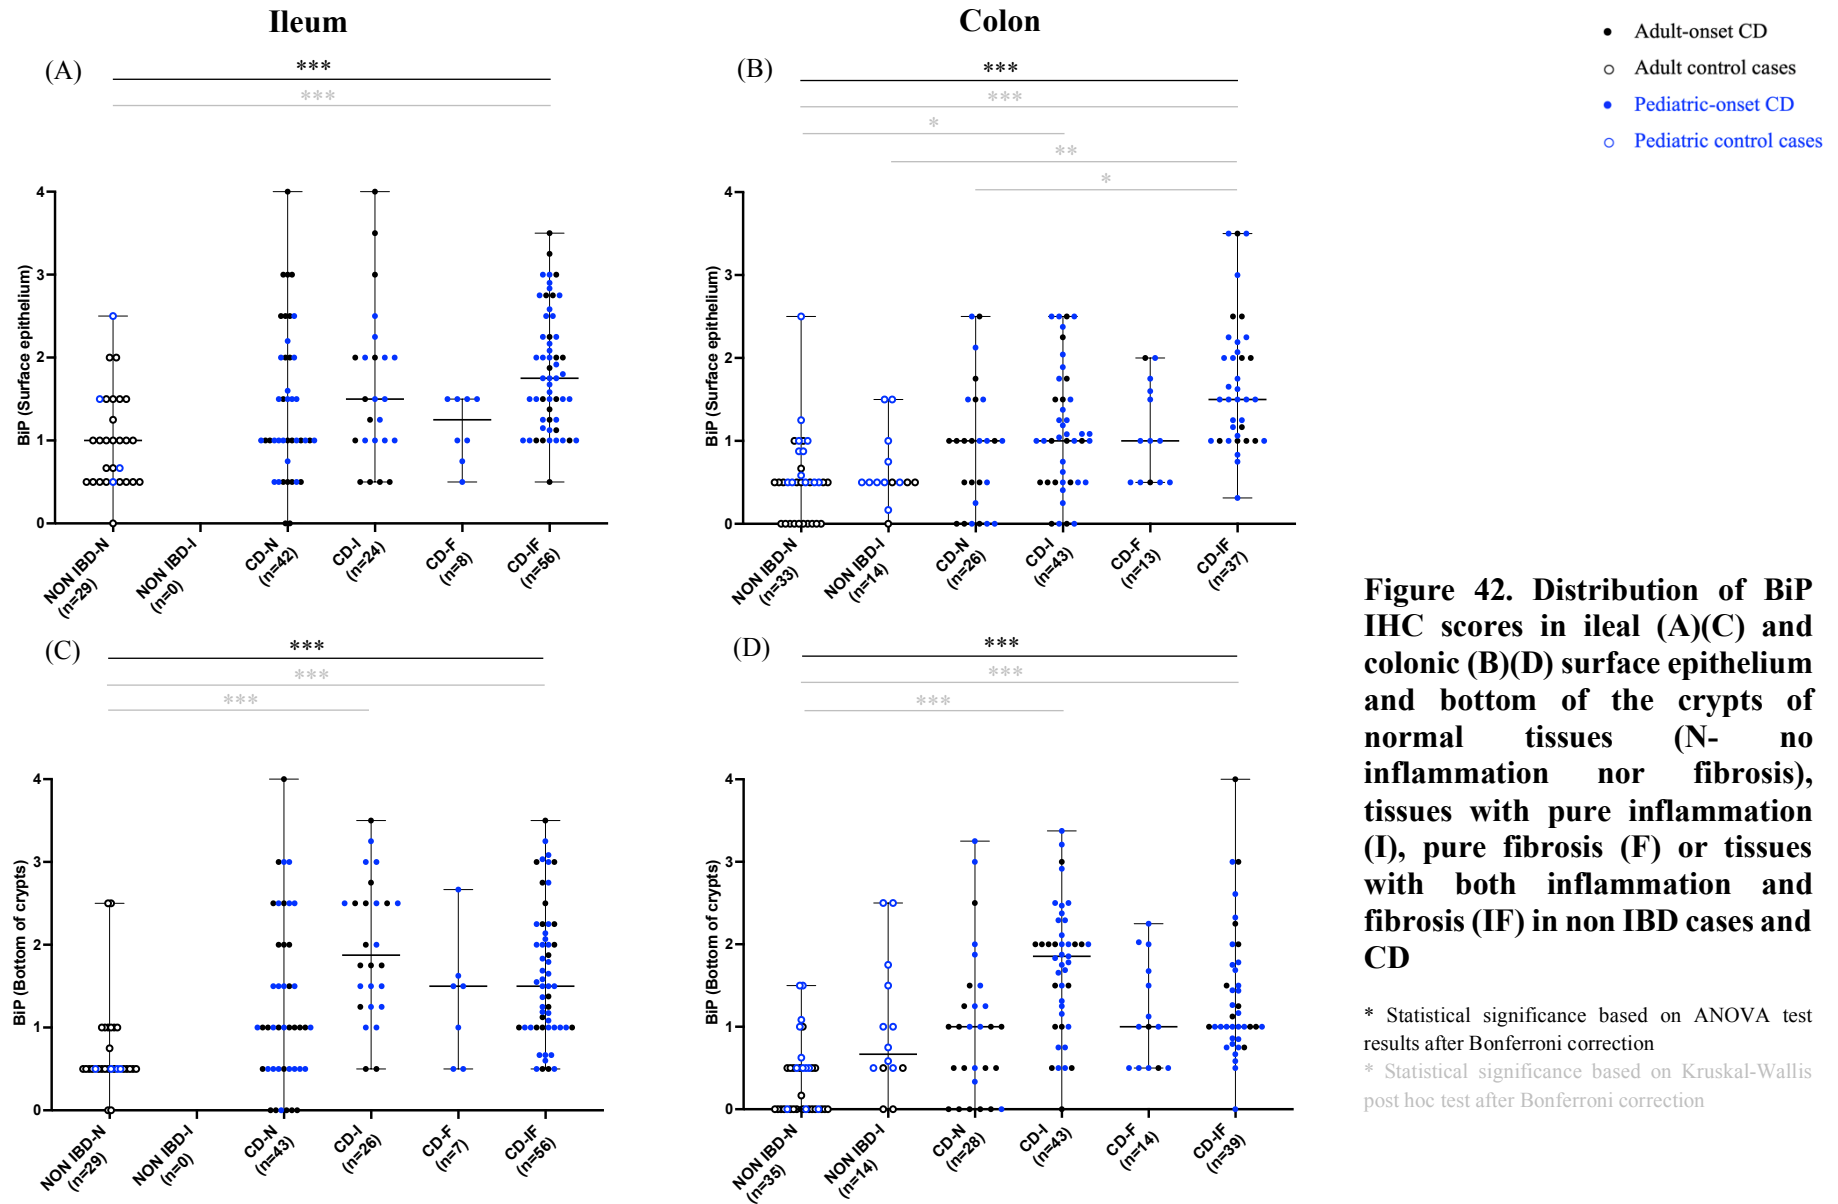 Ileum
Colon
Adult-onset CD
Adult control cases
Pediatric-onset CD
Pediatric control cases
(A)
***
***
BiP (Surface epithelium)
4
3
2
1
0
NON IBD-N
(n=29)
NON IBD-I
(n=0)
CD-N
(n=42)
CD-I
(n=24)
CD-F
(n=8)
CD-IF
(n=56)
(B)
***
***
*
**
*
BiP (Surface epithelium)
4
3
2
1
0
NON IBD-N
(n=33)
NON IBD-I
(n=14)
CD-N
(n=26)
CD-I
(n=43)
CD-F
(n=13)
CD-IF
(n=37)
(C)
***
***
***
BiP (Bottom of crypts)
4
3
2
1
0
NON IBD-N
(n=29)
NON IBD-I
(n=0)
CD-N
(n=43)
CD-I
(n=26)
CD-F
(n=7)
CD-IF
(n=56)
(D)
***
***
***
BiP (Bottom of crypts)
4
3
2
1
0
NON IBD-N
(n=35)
NON IBD-I
(n=14)
CD-N
(n=28)
CD-I
(n=43)
CD-F
(n=14)
CD-IF
(n=39)
Figure 42. Distribution of BiP
IHC scores in ileal (A)(C) and
colonic (B)(D) surface epithelium
and bottom of the crypts of
normal tissues (N- no
inflammation nor fibrosis),
tissues with pure inflammation
(I), pure fibrosis (F) or tissues
with both inflammation and
fibrosis (IF) in non IBD cases and
CD
* Statistical significance based on ANOVA test
results after Bonferroni correction
* Statistical significance based on Kruskal-Wallis
post hoc test after Bonferroni correction